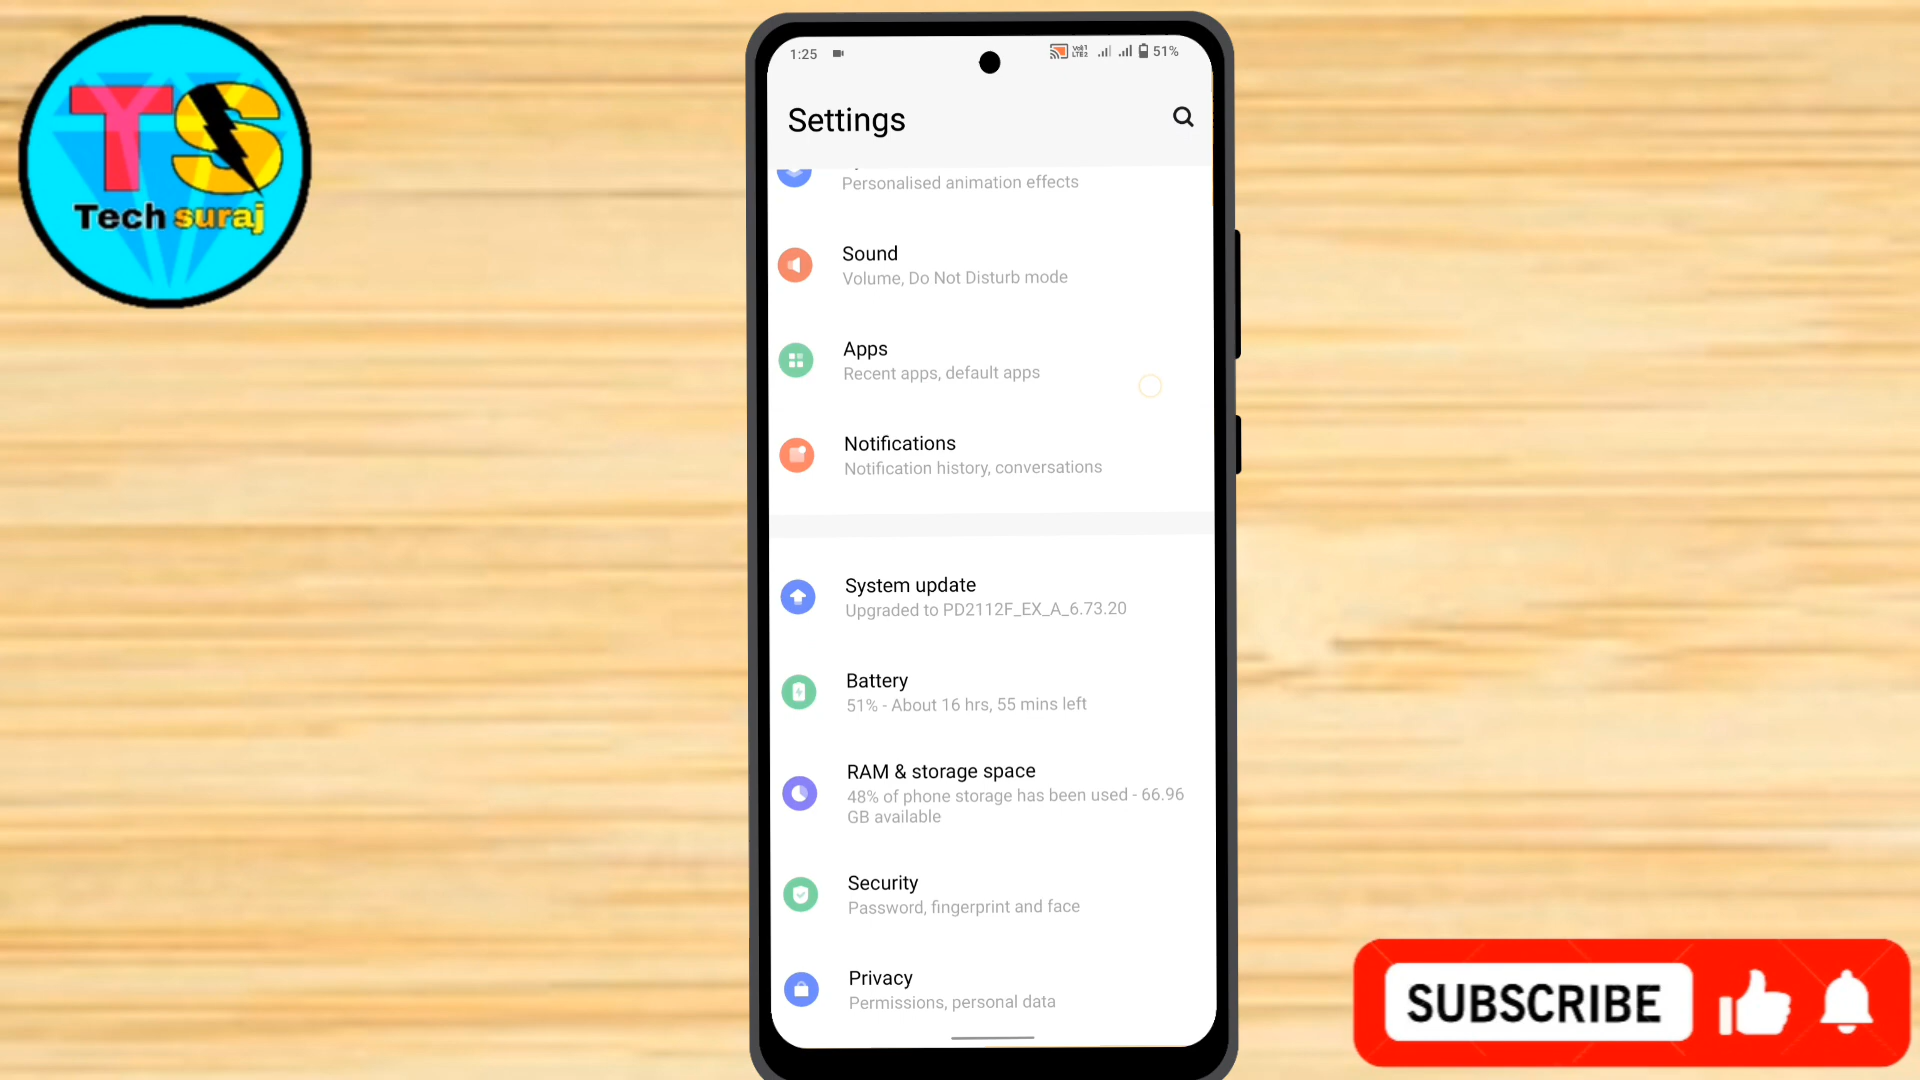 TS
Tech suraj
1:25
51%
Settings
Personalised animation effects
Sound
Volume, Do Not Disturb mode
Apps
Recent apps, default apps
Notifications
Notification history, conversations
System update
Upgraded to PD2112F_EX_A_6.73.20
Battery
51% - About 16 hrs, 55 mins left
RAM & storage space
48% of phone storage has been used - 66.96
GB available
Security
Password, fingerprint and face
Privacy
Permissions, personal data
SUBSCRIBE